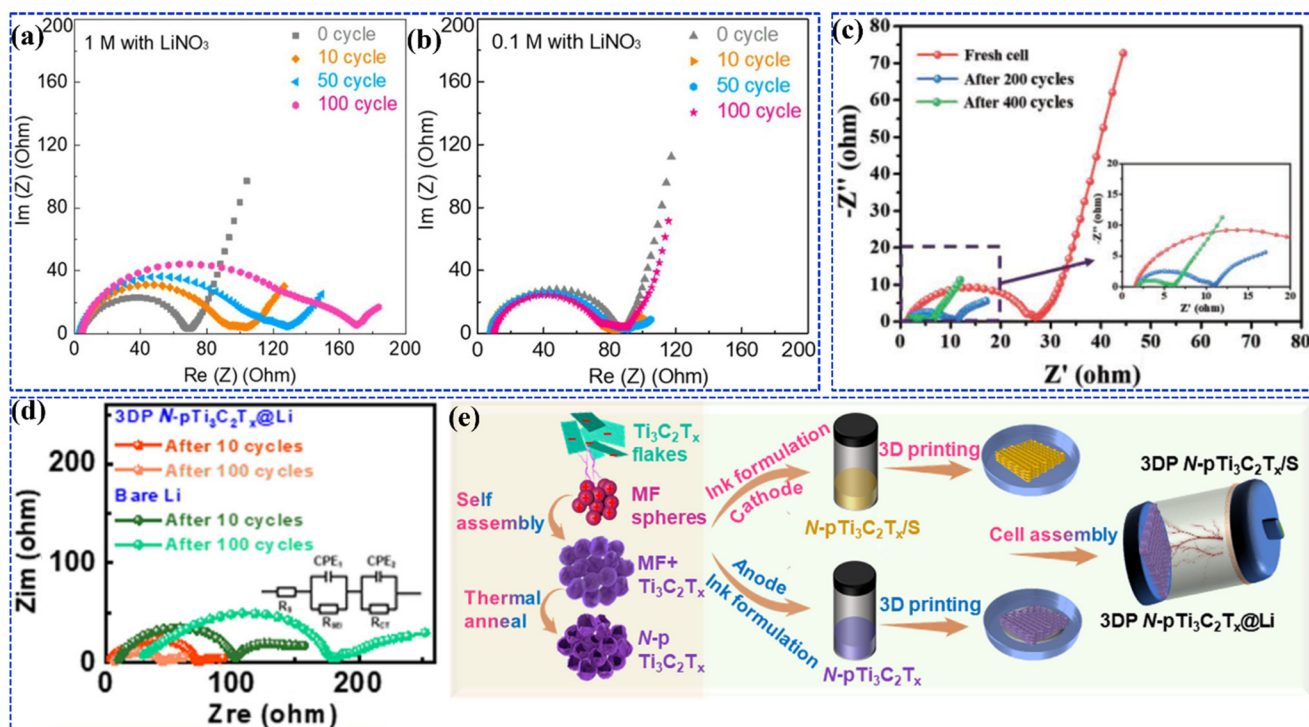 (a)
1 M with LiNO₃
0 cycle
10 cycle
50 cycle
100 cycle
200
160
120
80
40
0
0 40 80 120 160 200
Im (Z) (Ohm)
Re (Z) (Ohm)
(b)
0.1 M with LiNO₃
0 cycle
10 cycle
50 cycle
100 cycle
200
160
120
80
40
0
0 40 80 120 160 200
Im (Z) (Ohm)
Re (Z) (Ohm)
(c)
Fresh cell
After 200 cycles
After 400 cycles
80
70
60
50
40
30
20
10
0
0 10 20 30 40 50 60 70 80
-Z'' (ohm)
Z' (ohm)
20
15
10
5
0
0 5 10 15 20
-Z'' (ohm)
Z' (ohm)
(d)
3DP N-pTi₃C₂Tₓ@Li
After 10 cycles
After 100 cycles
Bare Li
After 10 cycles
After 100 cycles
CPE₁ CPE₂
R_CT
200
100
0
0 100 200
Zim (ohm)
Zre (ohm)
(e)
Ti₃C₂Tₓ
flakes
Self
assembly
MF
spheres
MF+
Ti₃C₂Tₓ
Thermal
anneal
N-p
Ti₃C₂Tₓ
Ink formulation
Cathode
N-pTi₃C₂Tₓ/S
3D printing
Anode
Ink formulation
N-pTi₃C₂Tₓ
3D printing
Cell assembly
3DP N-pTi₃C₂Tₓ/S
3DP N-pTi₃C₂Tₓ@Li